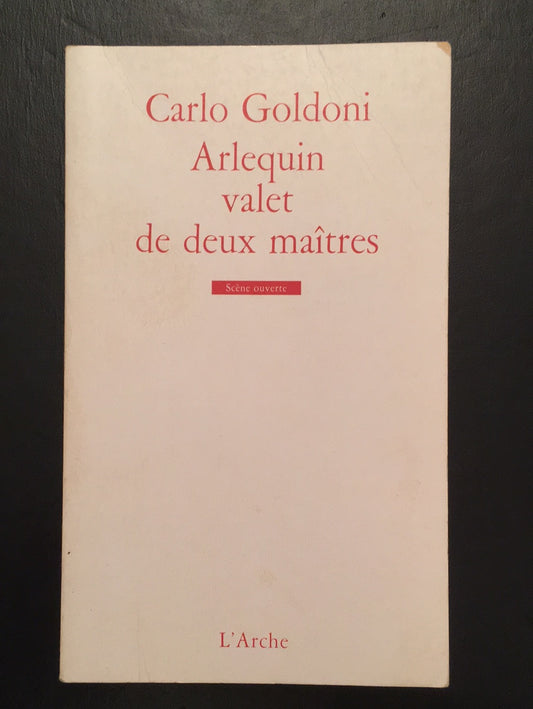 Carlo Goldoni
Arlequin
valet
de deux maîtres
Scène ouverte
L'Arche